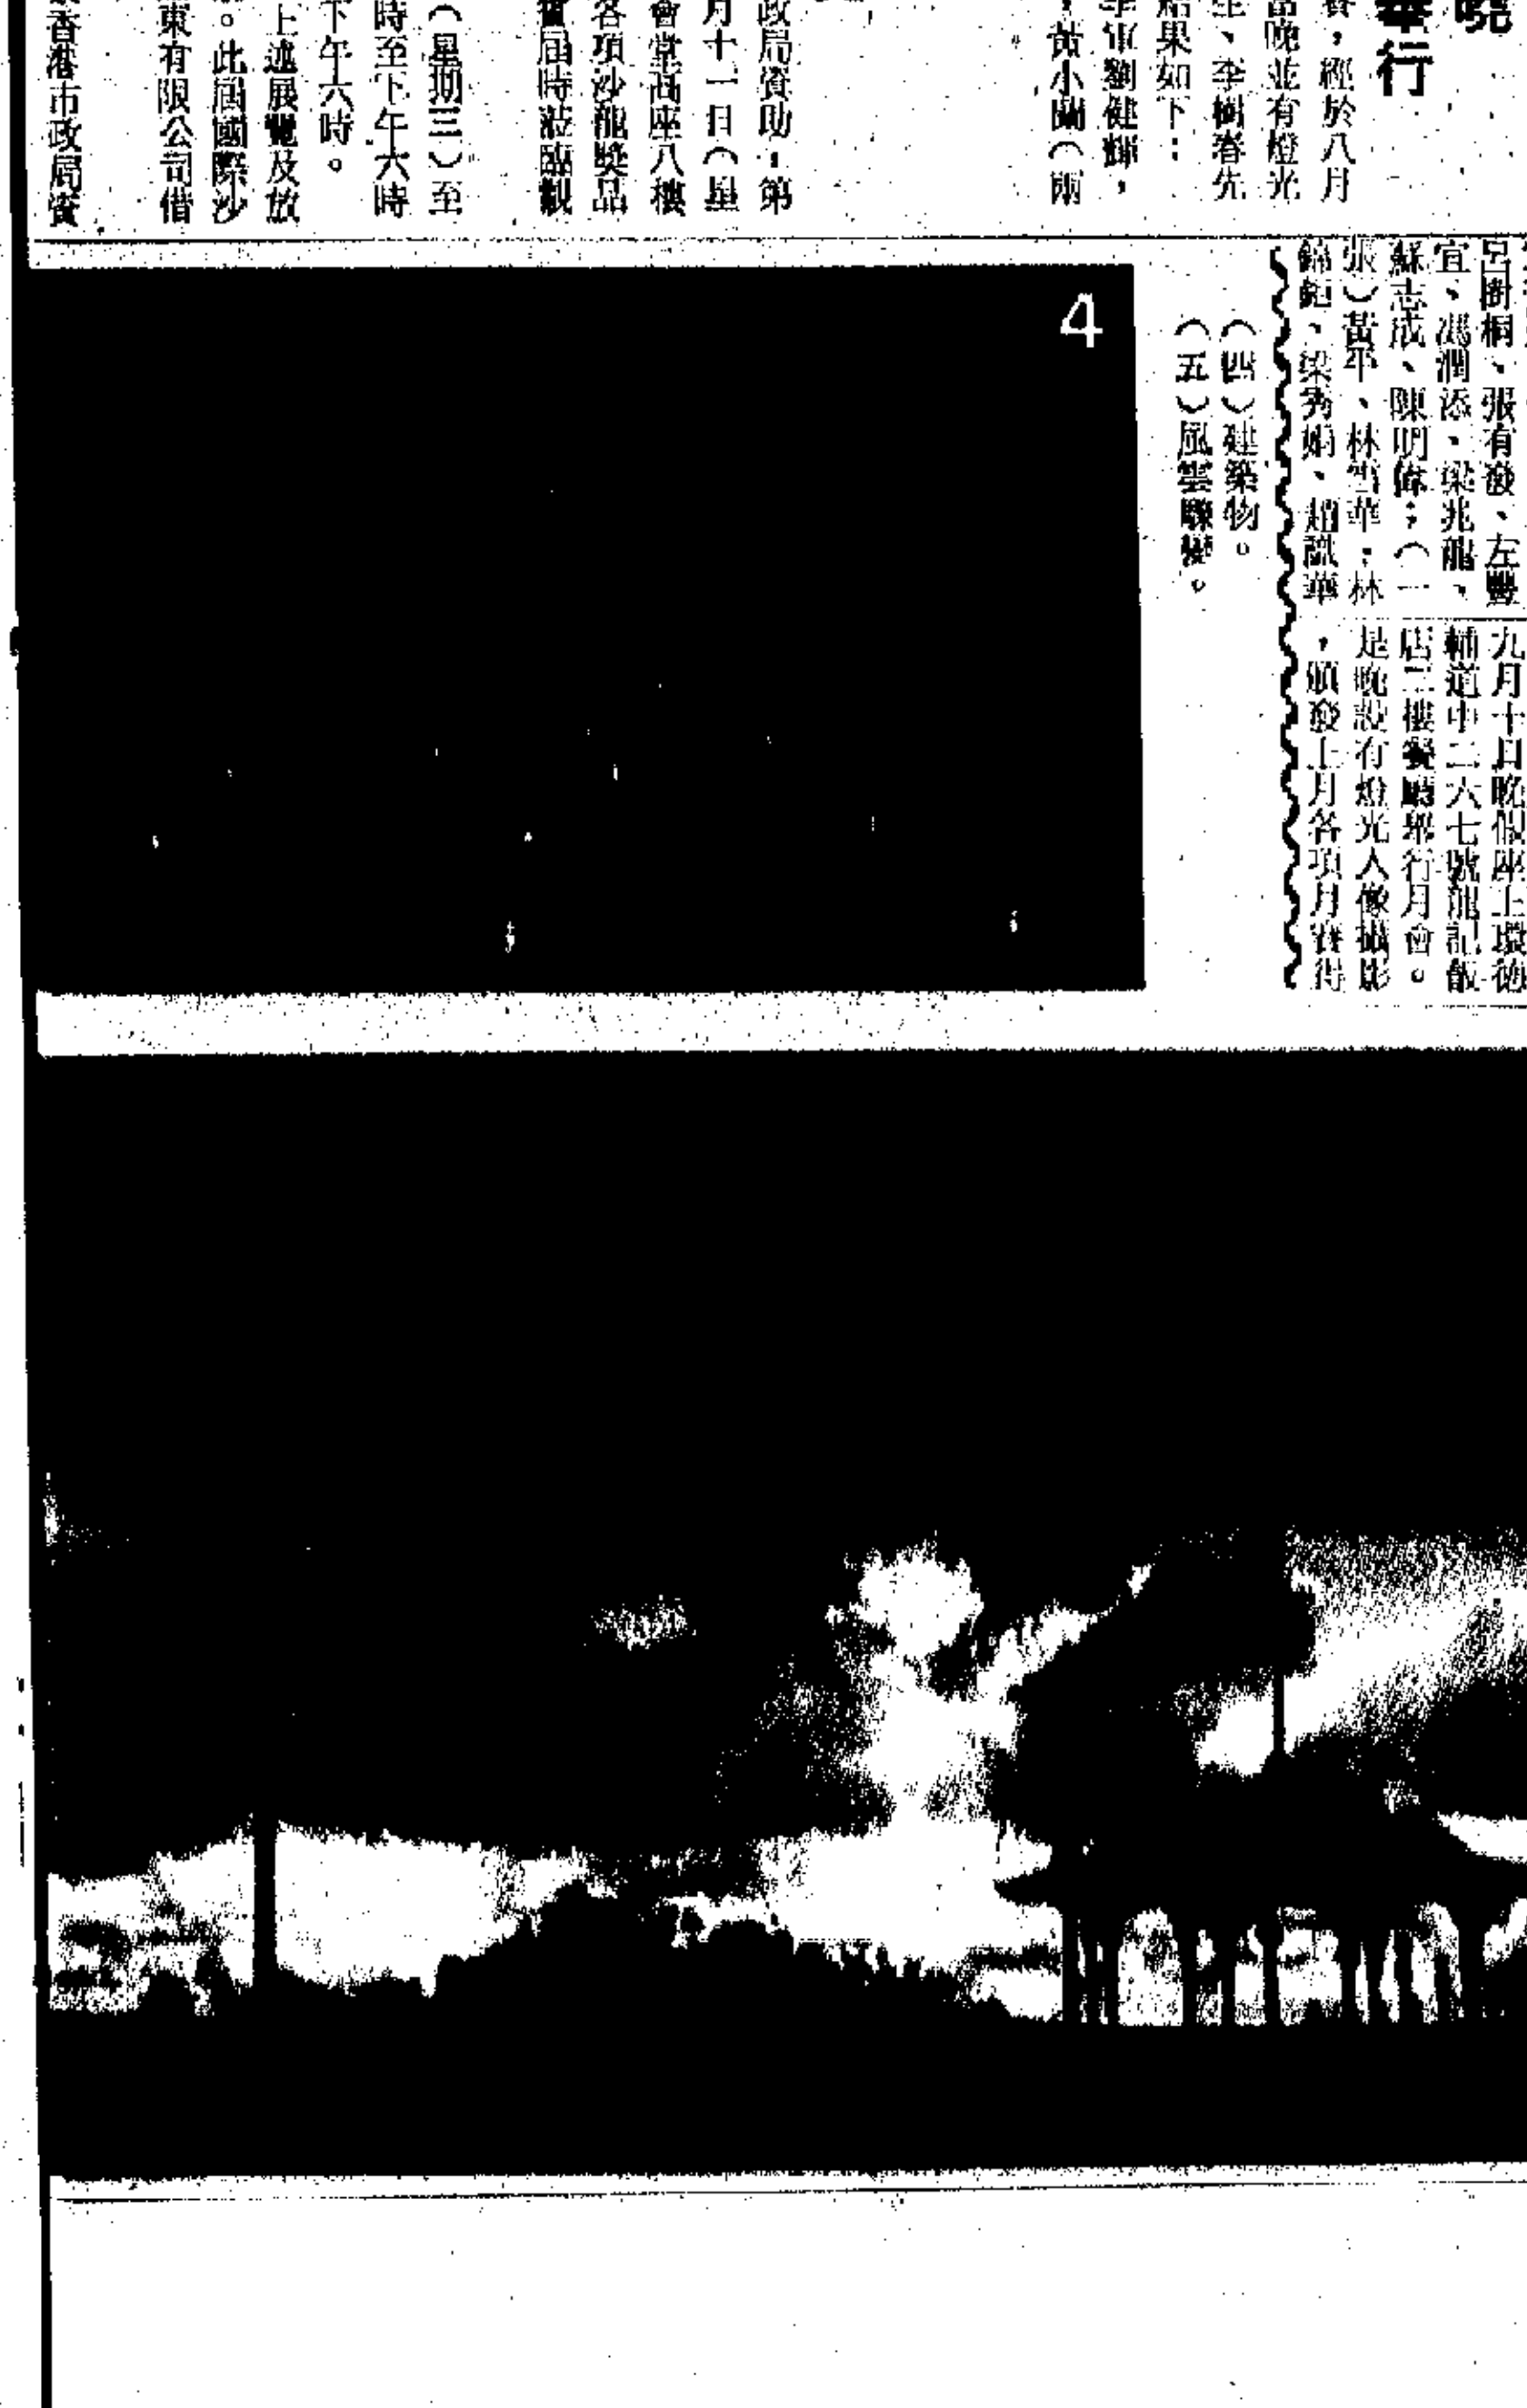 曉
舉行
賽，經於八月
當晚並有燈光
生、李樹春先
結果如下：
季軍劉健輝，
，黃小蘭（兩
政局資助，第
月十一日（星
會堂高座八樓
各項沙龍獎品
屆時蒞臨觀
（星期三）至
時至下午六時
下午六時。
上述展覽及放
。此屆國際沙
東有限公司借
香港市政局資
呂樹桐、張有發、左豐
宜、馮潤添、梁兆龍、
蘇志成、陳明偉；（一
張）黃平、林雪華；林
錦鉅、梁秀娟、趙識華
九月十日晚假座上環德
輔道中二六七號龍記飯
店三樓餐廳舉行月會。
是晚設有燈光人像攝影
，頒發上月各項月賽得
（四）建築物。
（五）風雲驟變。
4